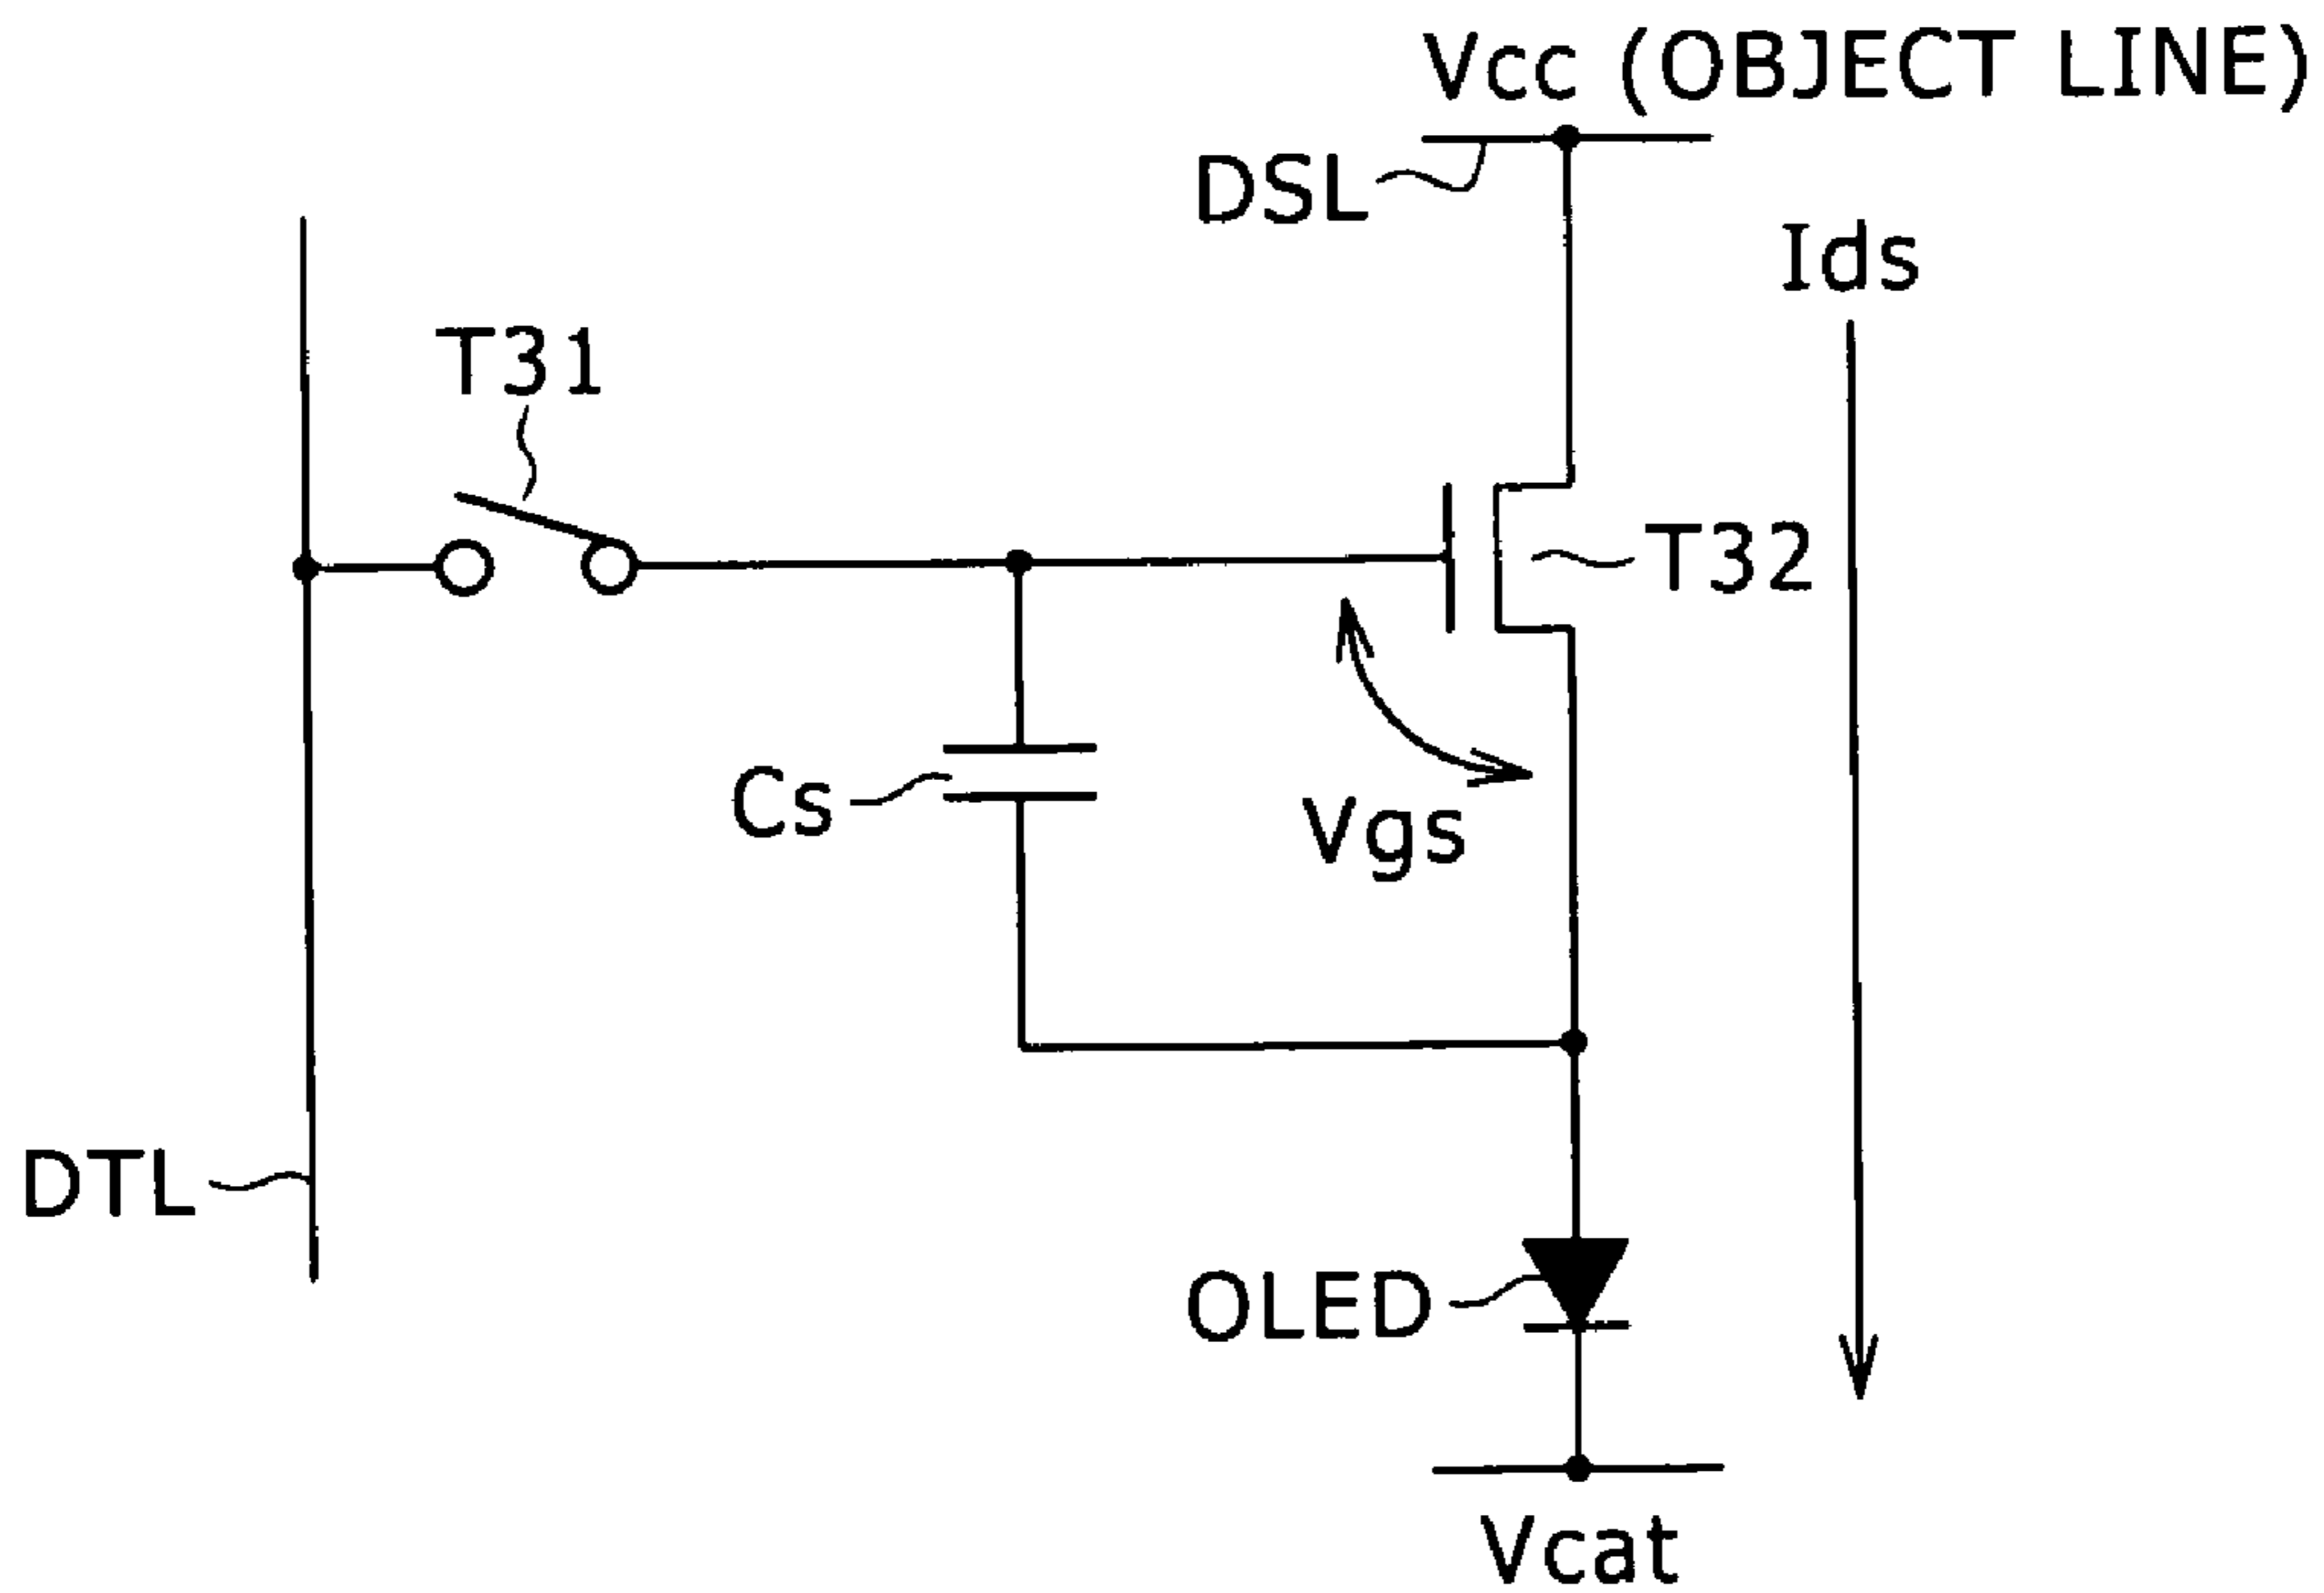 Vcc (OBJECT LINE)
DSL
Ids
T31
T32
Cs
Vgs
DTL
OLED
Vcat